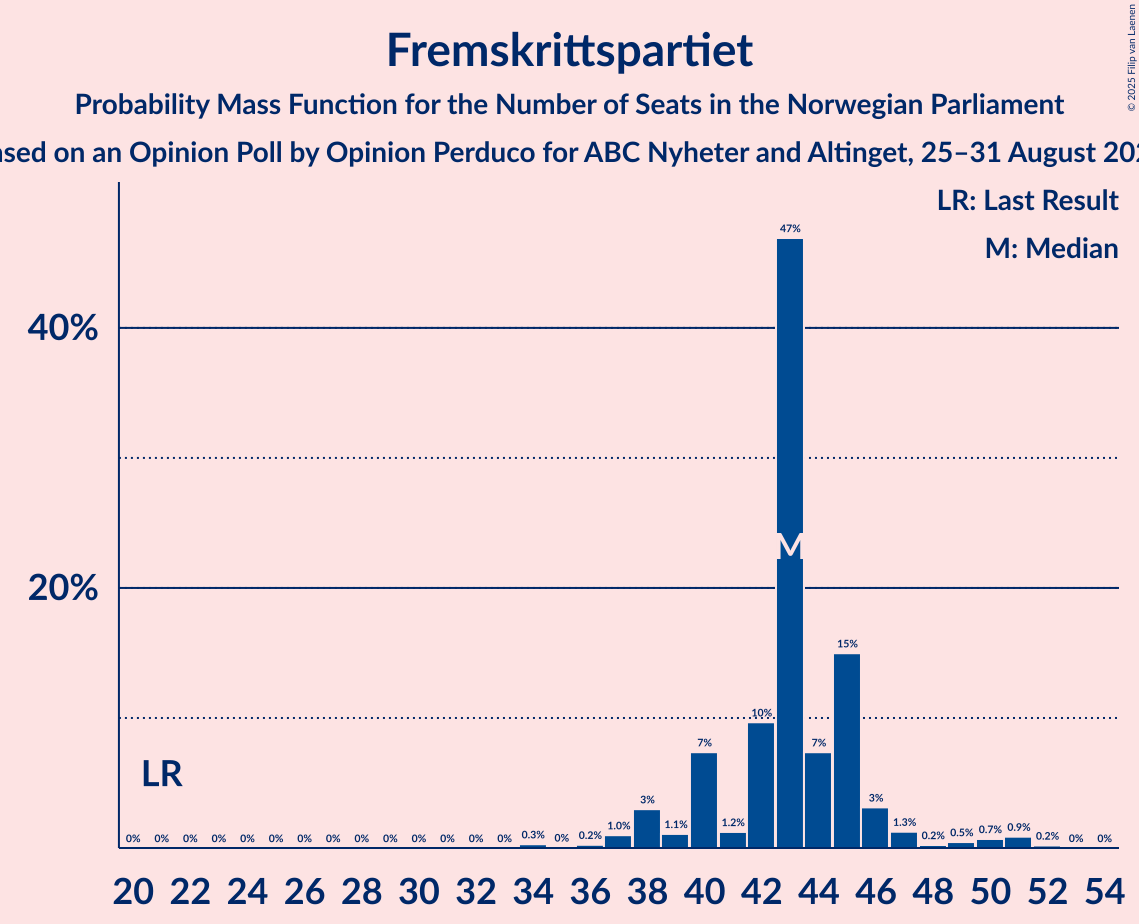 © 2025 Filip van Laenen
Fremskrittspartiet
Probability Mass Function for the Number of Seats in the Norwegian Parliament
on an Opinion Poll by Opinion Perduco for ABC Nyheter and Altinget, 25–31 August
LR: Last Result
M: Median
47%
40%
M
20%
15%
10%
7% 7%
LR
3% 3%
0% 0% 0% 0% 0% 0% 0% 0% 0% 0% 0% 0% 0% 0% 0.3% 0% 0.2% 1.0% 1.1% 1.2% 1.3% 0.2% 0.5% 0.7% 0.9% 0.2% 0% 0%
20 22 24 26 28 30 32 34 36 38 40 42 44 46 48 50 52 54